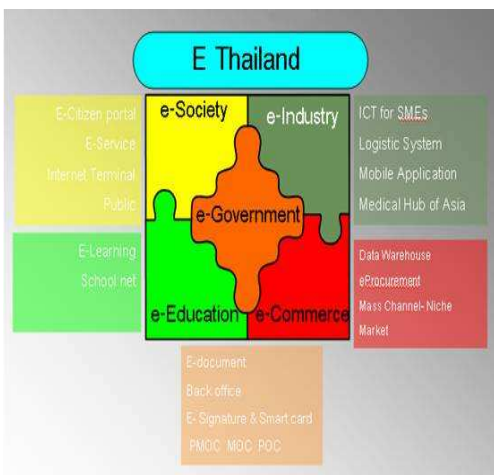 E Thailand
e-Society
e-Industry
e-Government
e-Education
e-Commerce
E-Citizen portal
E-Service
Internet Terminal
Public
E-Learning
School net
ICT for SMEs
Logistic System
Mobile Application
Medical Hub of Asia
Data Warehouse
eProcurement
Mass Channel- Niche
Market
E-document
Back office
E- Signature & Smart card
PMOC MOC POC